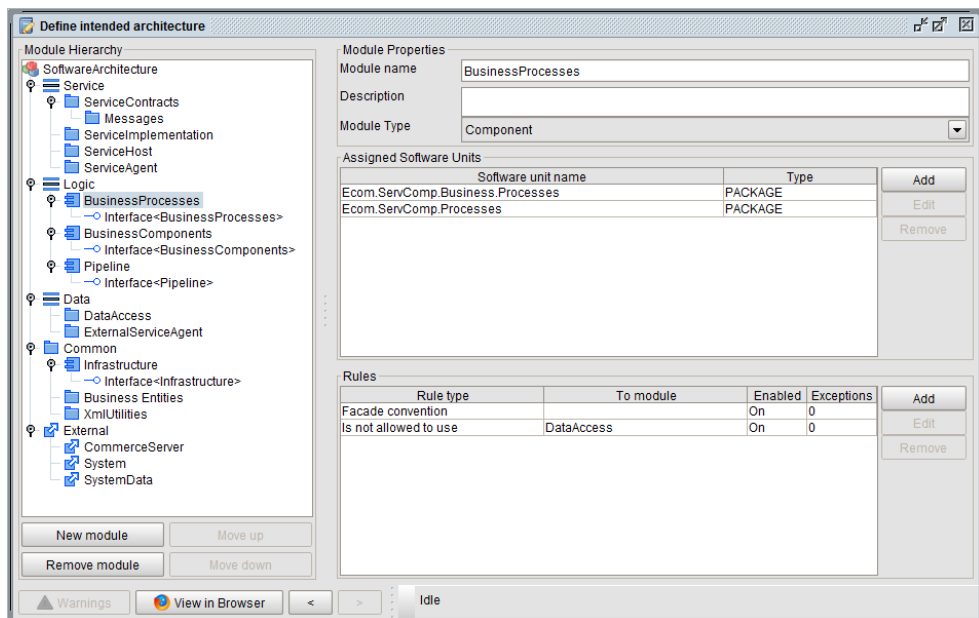 Define intended architecture
Module Hierarchy
SoftwareArchitecture
Service
ServiceContracts
Messages
ServiceImplementation
ServiceHost
ServiceAgent
Logic
BusinessProcesses
Interface<BusinessProcesses>
BusinessComponents
Interface<BusinessComponents>
Pipeline
Interface<Pipeline>
Data
DataAccess
ExternalServiceAgent
Common
Infrastructure
Interface<Infrastructure>
Business Entities
XmlUtilities
External
CommerceServer
System
SystemData
New module Move up
Remove module Move down
Module Properties
Module name BusinessProcesses
Description
Module Type Component
Assigned Software Units
Software unit name Type
Ecom.ServComp.Business.Processes PACKAGE
Ecom.ServComp.Processes PACKAGE
Add
Edit
Remove
Rules
Rule type To module Enabled Exceptions
Facade convention On 0
Is not allowed to use DataAccess On 0
Add
Edit
Remove
Warnings View in Browser < > Idle